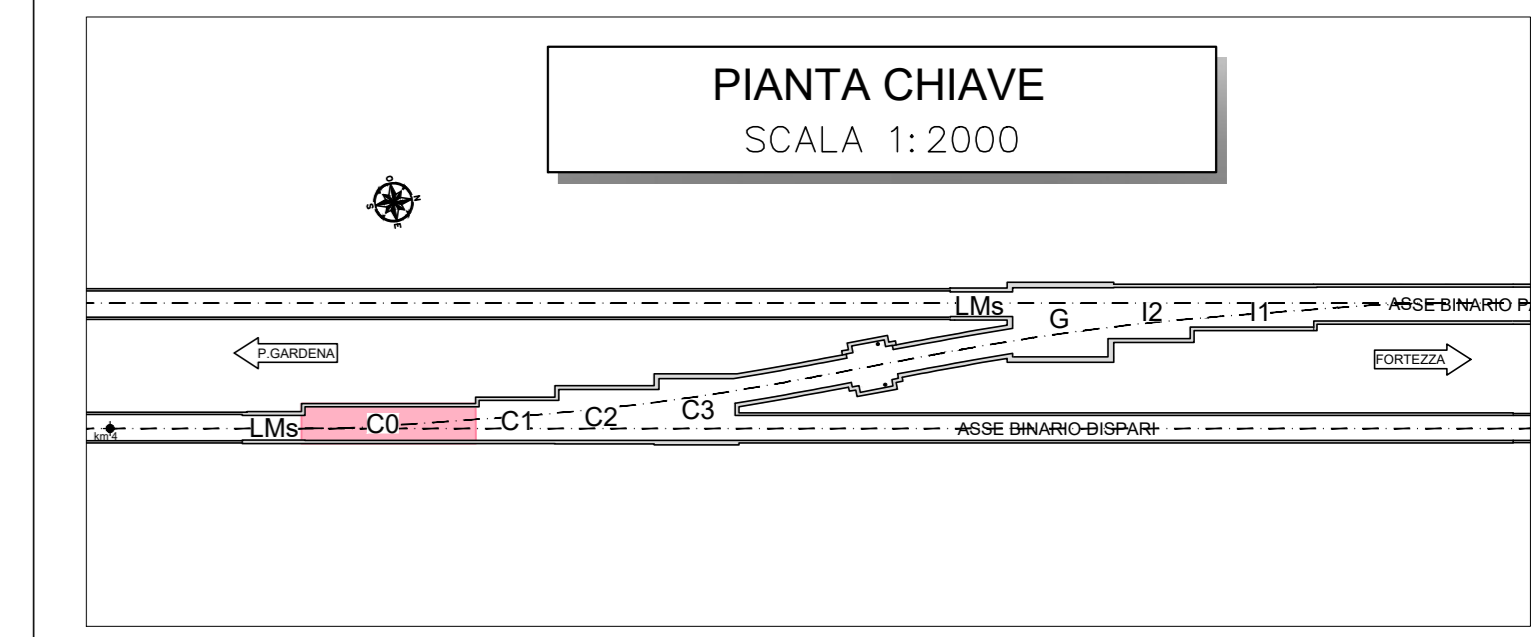 PIANTA CHIAVE
SCALA 1:2000
O
N
S
E
LMs
G
I2
I1
ASSE BINARIO P
P.GARDENA
FORTEZZA
km 4
LMs
C0
C1
C2
C3
ASSE BINARIO DISPARI